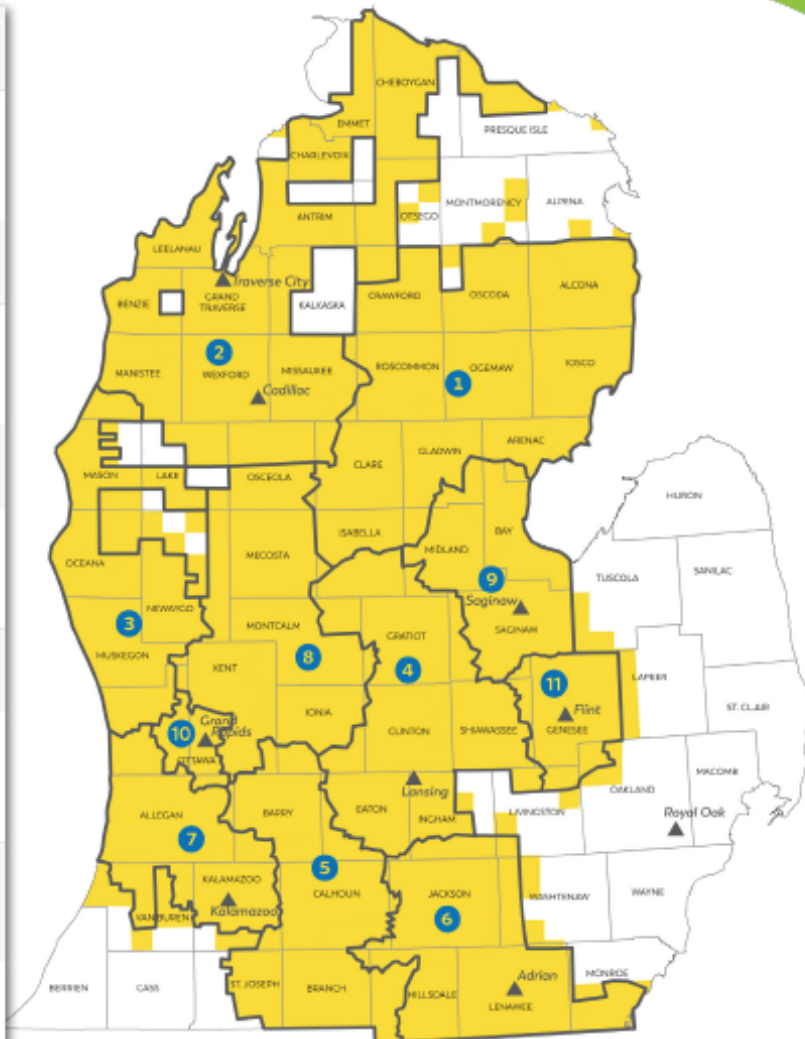 CHEBOYGAN
EMMET
PRESQUE ISLE
CHARLEVOIX
ANTRIM
OTSEGO
MONTMORENCY
ALPENA
LEELANAU
Traverse City
BENZIE
GRAND
TRAVERSE
KALKASKA
CRAWFORD
OSCODA
ALCONA
2
MANISTEE
WEXFORD
MISSAUKEE
ROSCOMMON
OGEMAW
IOSCO
1
Cadillac
MASON
LAKE
OSCEOLA
CLARE
GLADWIN
ARENAC
HURON
OCEANA
MECOSTA
ISABELLA
MIDLAND
BAY
TUSCOLA
SANILAC
9
Saginaw
NEWAYGO
3
MONTCALM
GRATIOT
SAGINAW
MUSKEGON
KENT
8
4
LAPEER
11
IONIA
Flint
ST. CLAIR
10
Grand
Rapids
CLINTON
SHIAWASSEE
GENESEE
OTTAWA
MACOMB
Lansing
OAKLAND
ALLEGAN
BARRY
EATON
INGHAM
LIVINGSTON
Royal Oak
7
5
KALAMAZOO
CALHOUN
JACKSON
WASHTENAW
WAYNE
Kalamazoo
VAN BUREN
6
BERRIEN
CASS
ST. JOSEPH
BRANCH
HILLSDALE
Adrian
LENAWEE
MONROE